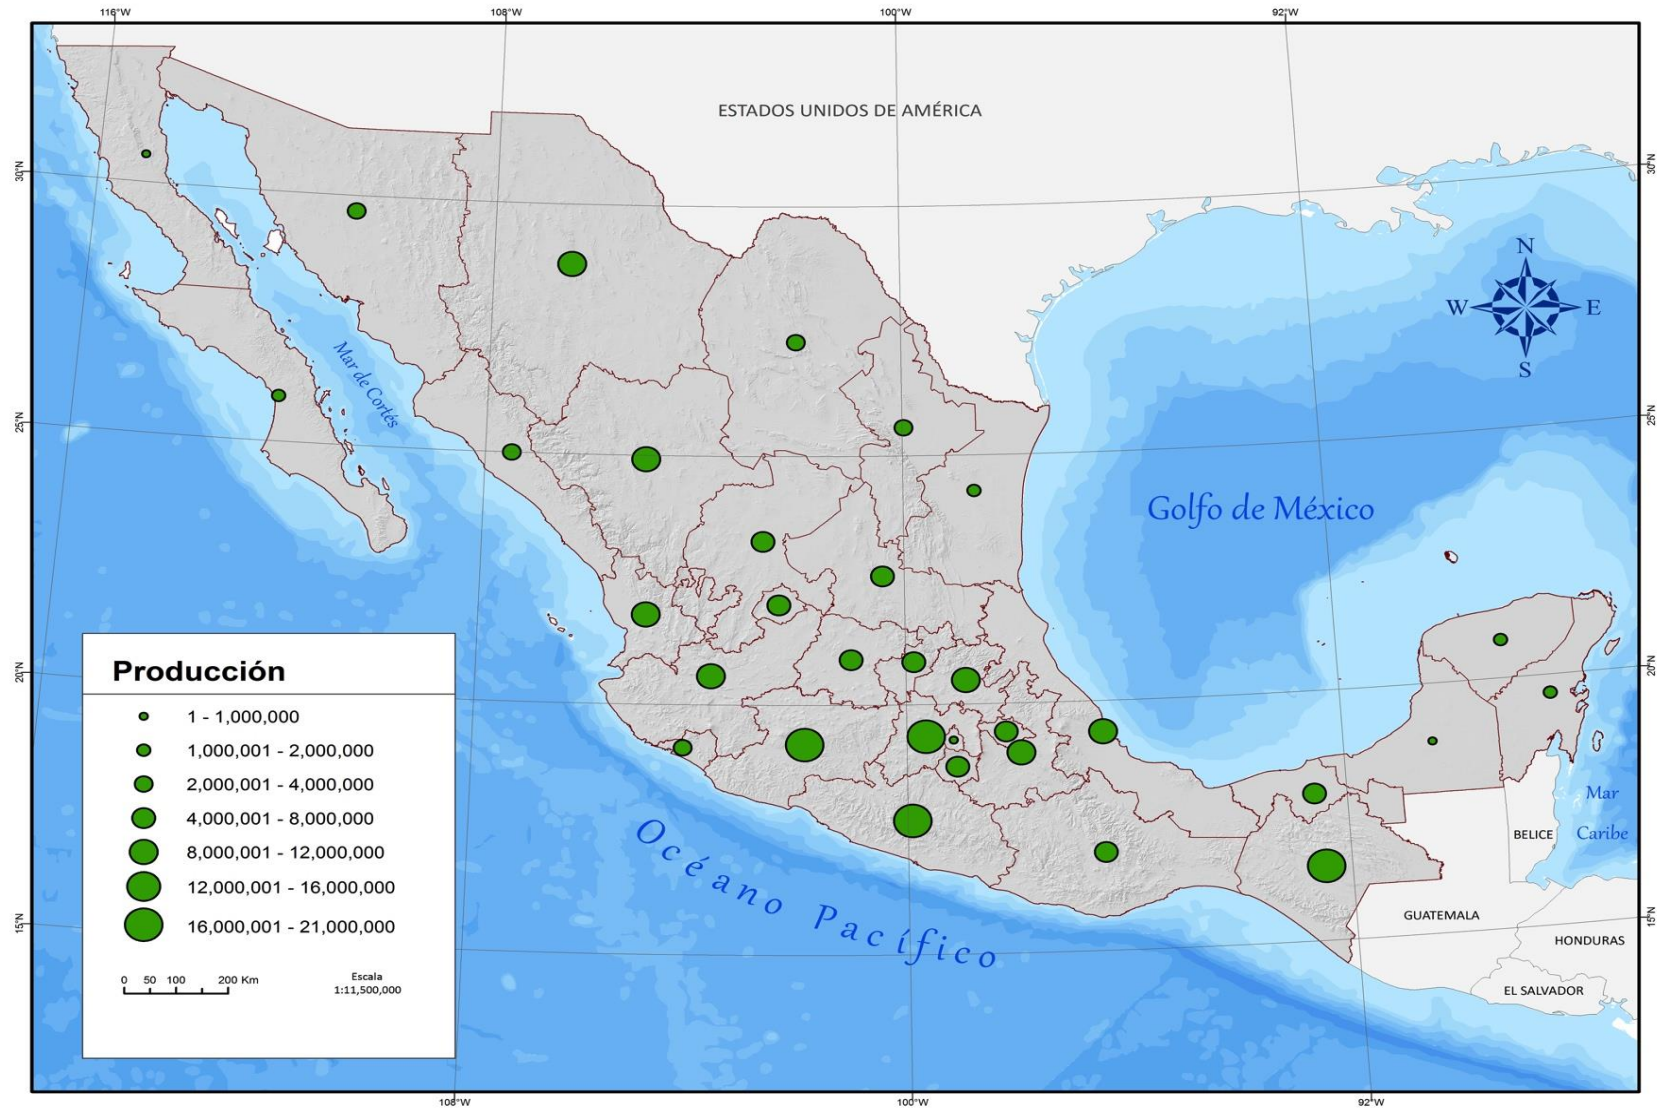 116°W 108°W 100°W 92°W
ESTADOS UNIDOS DE AMÉRICA
30°N 30°N
N
W E
S
Mar de Cortés
25°N 25°N
Golfo de México
20°N 20°N
Producción
1 - 1,000,000
1,000,001 - 2,000,000
2,000,001 - 4,000,000
4,000,001 - 8,000,000
8,000,001 - 12,000,000
12,000,001 - 16,000,000
16,000,001 - 21,000,000
0 50 100 200 Km
Escala
1:11,500,000
Océano Pacífico
Mar
Caribe
BELICE
GUATEMALA
HONDURAS
EL SALVADOR
15°N 15°N
108°W 100°W 92°W